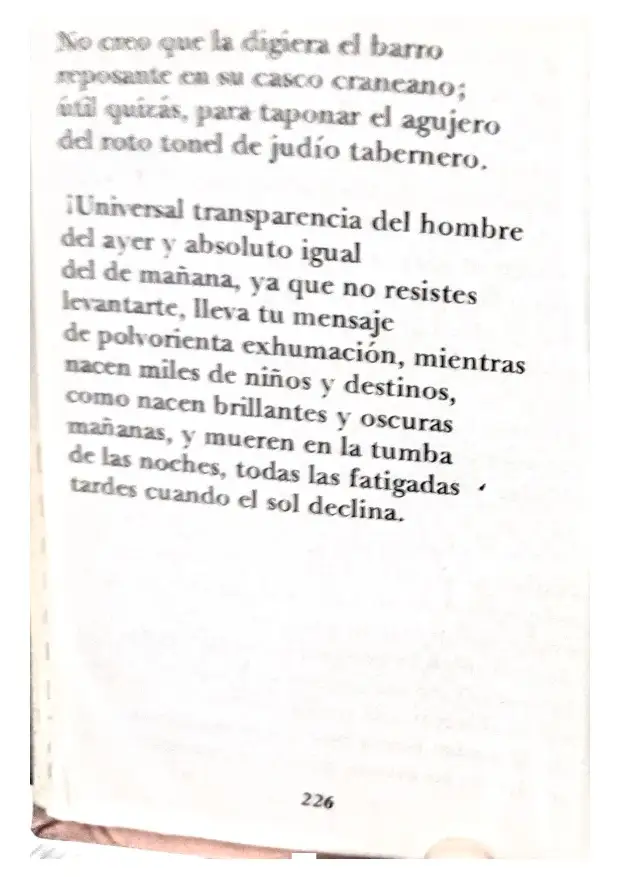 No creo que la digiera el barro
reposante en su casco craneano;
útil quizás, para taponar el agujero
del roto tonel de judío tabernero.
¡Universal transparencia del hombre
del ayer y absoluto igual
del de mañana, ya que no resistes
levantarte, lleva tu mensaje
de polvorienta exhumación, mientras
nacen miles de niños y destinos,
como nacen brillantes y oscuras
mañanas, y mueren en la tumba
de las noches, todas las fatigadas
tardes cuando el sol declina.
226